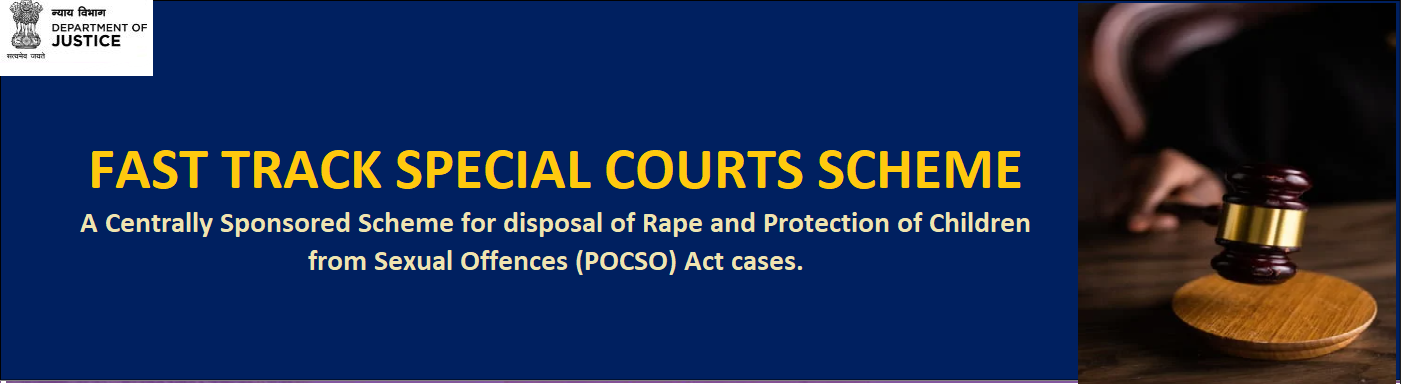 न्याय विभाग
DEPARTMENT OF
JUSTICE
सत्यमेव जयते
FAST TRACK SPECIAL COURTS SCHEME
A Centrally Sponsored Scheme for disposal of Rape and Protection of Children
from Sexual Offences (POCSO) Act cases.